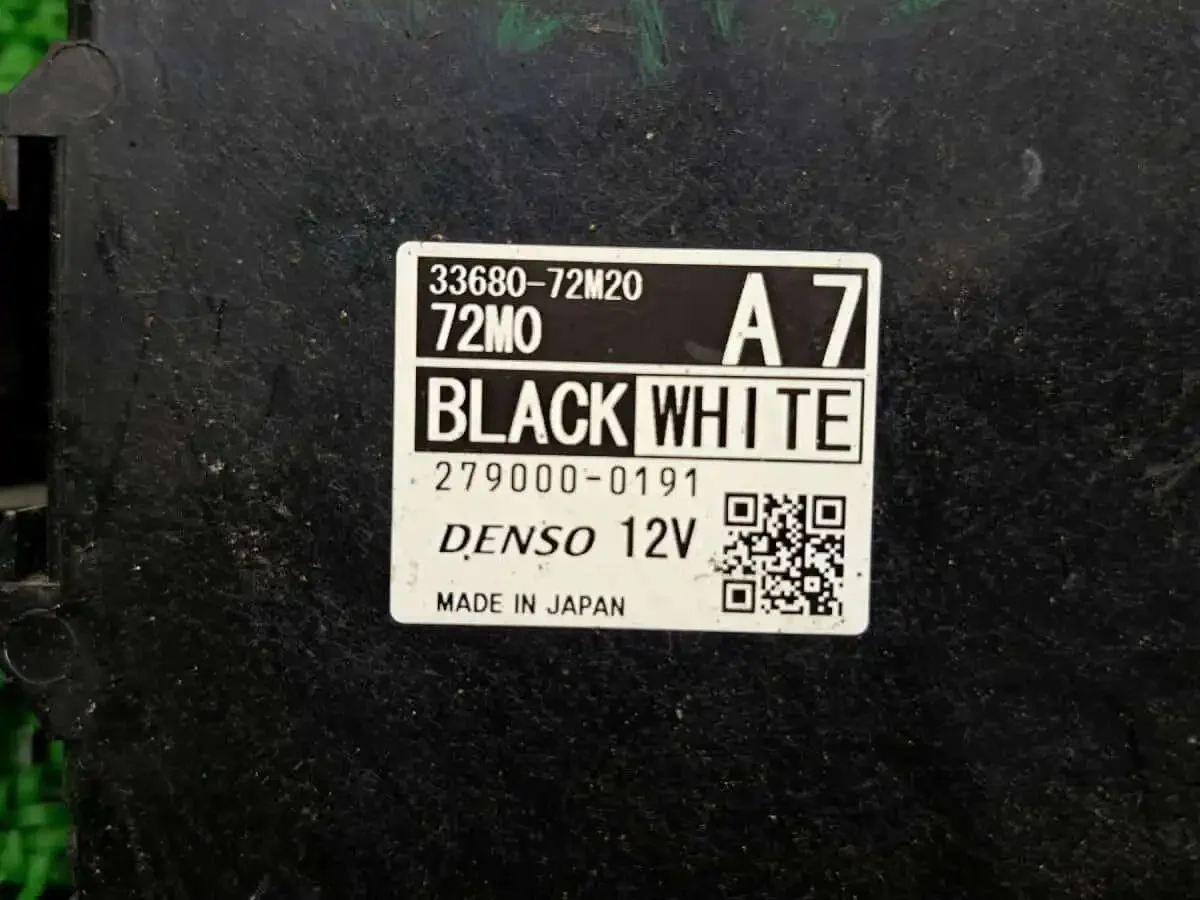 33680-72M20
72M0
A 7
BLACK WHITE
279000-0191
DENSO 12V
MADE IN JAPAN